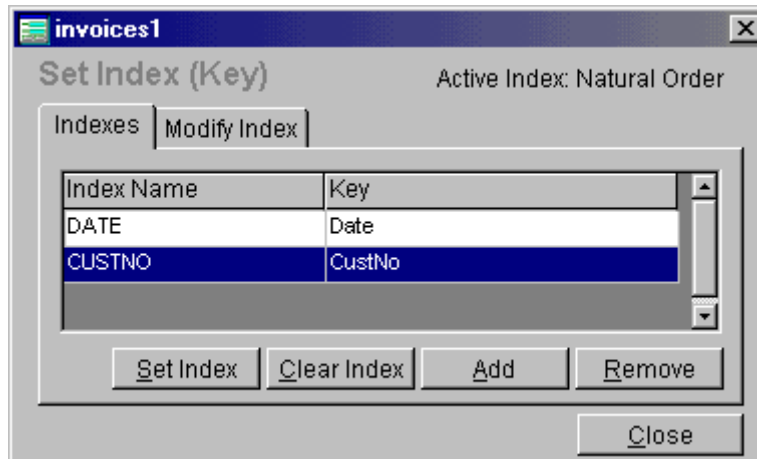 invoices1
Set Index (Key) Active Index: Natural Order
Indexes Modify Index
Index Name Key
DATE Date
CUSTNO CustNo
Set Index Clear Index Add Remove
Close